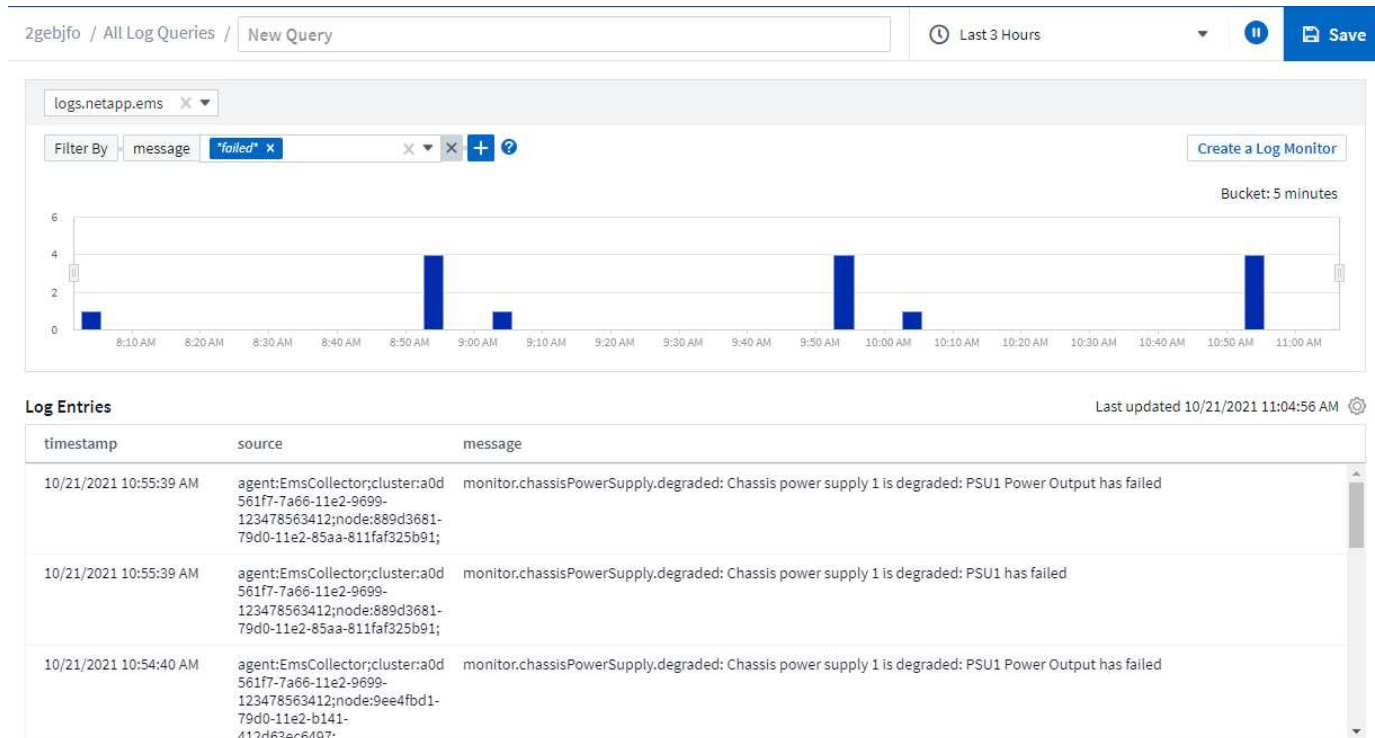 2gebjfo / All Log Queries / New Query
Last 3 Hours
Save
logs.netapp.ems
Filter By message *failed*
Create a Log Monitor
Bucket: 5 minutes
6
4
2
0
8:10 AM 8:20 AM 8:30 AM 8:40 AM 8:50 AM 9:00 AM 9:10 AM 9:20 AM 9:30 AM 9:40 AM 9:50 AM 10:00 AM 10:10 AM 10:20 AM 10:30 AM 10:40 AM 10:50 AM 11:00 AM
Log Entries
Last updated 10/21/2021 11:04:56 AM
timestamp source message
10/21/2021 10:55:39 AM agent:EmsCollector;cluster:a0d monitor.chassisPowerSupply.degraded: Chassis power supply 1 is degraded: PSU1 Power Output has failed
561f7-7a66-11e2-9699-
123478563412;node:889d3681-
79d0-11e2-85aa-811faf325b91;
10/21/2021 10:55:39 AM agent:EmsCollector;cluster:a0d monitor.chassisPowerSupply.degraded: Chassis power supply 1 is degraded: PSU1 has failed
561f7-7a66-11e2-9699-
123478563412;node:889d3681-
79d0-11e2-85aa-811faf325b91;
10/21/2021 10:54:40 AM agent:EmsCollector;cluster:a0d monitor.chassisPowerSupply.degraded: Chassis power supply 1 is degraded: PSU1 Power Output has failed
561f7-7a66-11e2-9699-
123478563412;node:9ee4fbd1-
79d0-11e2-b141-
412d63ec6497;